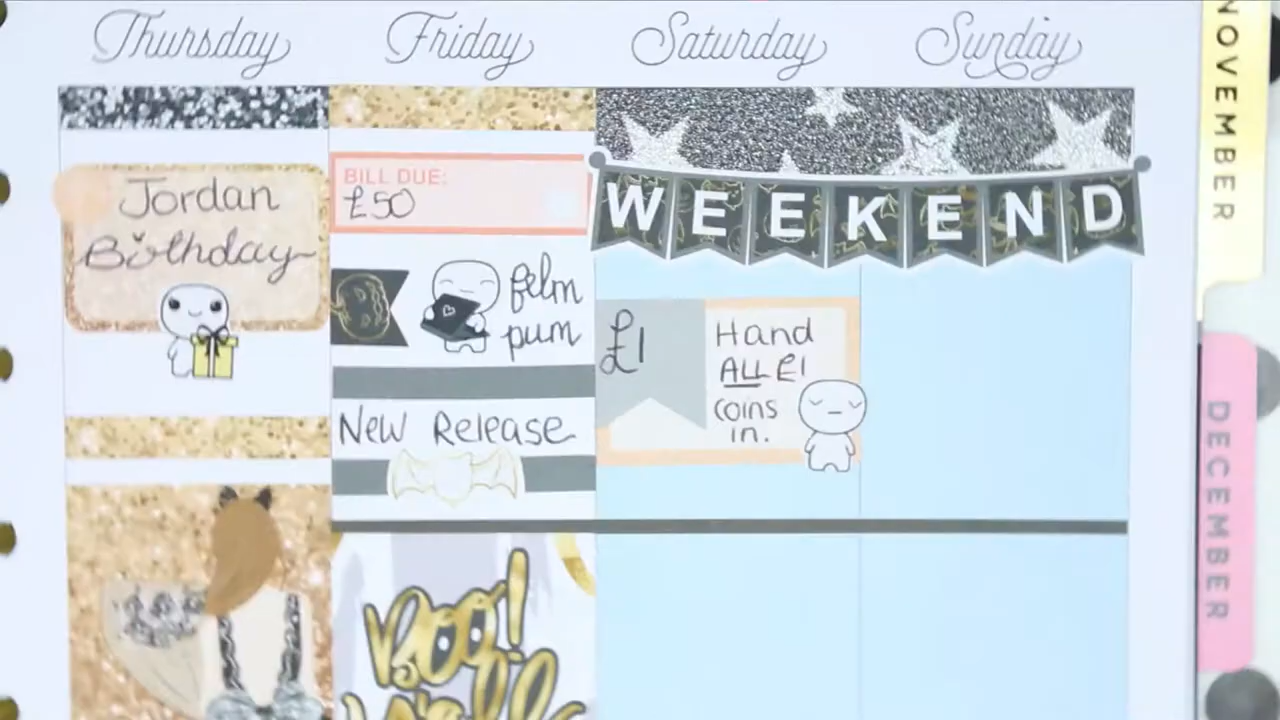 Thursday
Friday
Saturday
Sunday
NOVEMBER
DECEMBER
Jordan
Birthday
BILL DUE:
£50
film
pum
New Release
WEEKEND
£1
Hand
ALL £1
coins
in.
Boo!
y'all